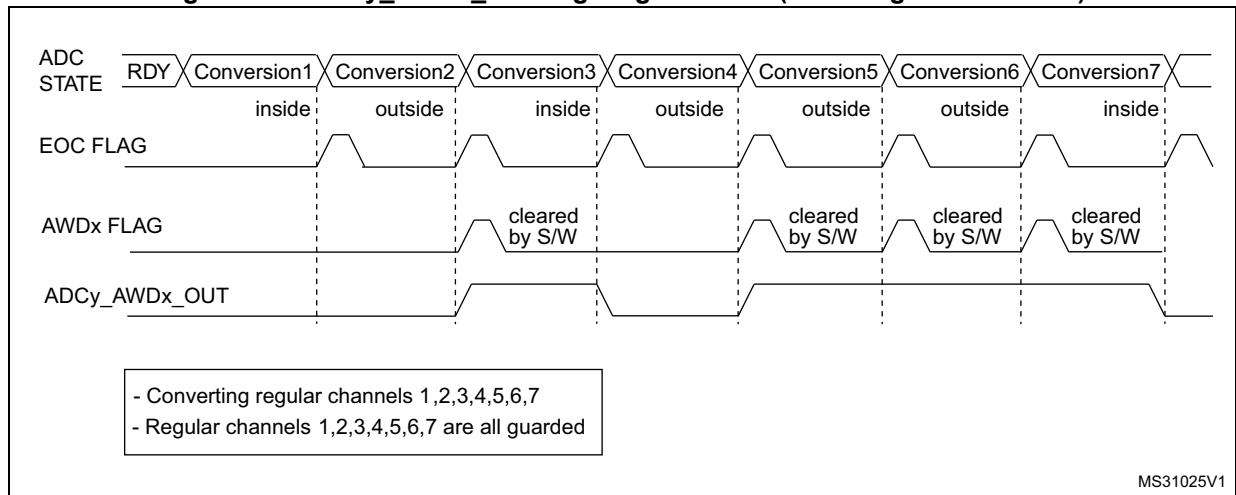 ADC
STATE
RDY Conversion1 Conversion2 Conversion3 Conversion4 Conversion5 Conversion6 Conversion7
inside outside inside outside outside outside inside
EOC FLAG
AWDx FLAG
cleared by S/W
cleared by S/W
cleared by S/W
cleared by S/W
ADCy_AWDx_OUT
- Converting regular channels 1,2,3,4,5,6,7
- Regular channels 1,2,3,4,5,6,7 are all guarded
MS31025V1